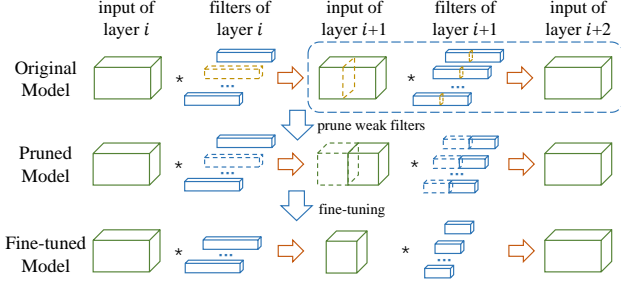 input of filters of input of filters of input of
layer i layer i layer i+1 layer i+1 layer i+2
Original
Model
* ... * ...
prune weak filters
Pruned
Model
* ... * ...
fine-tuning
Fine-tuned
Model
* ... * ...